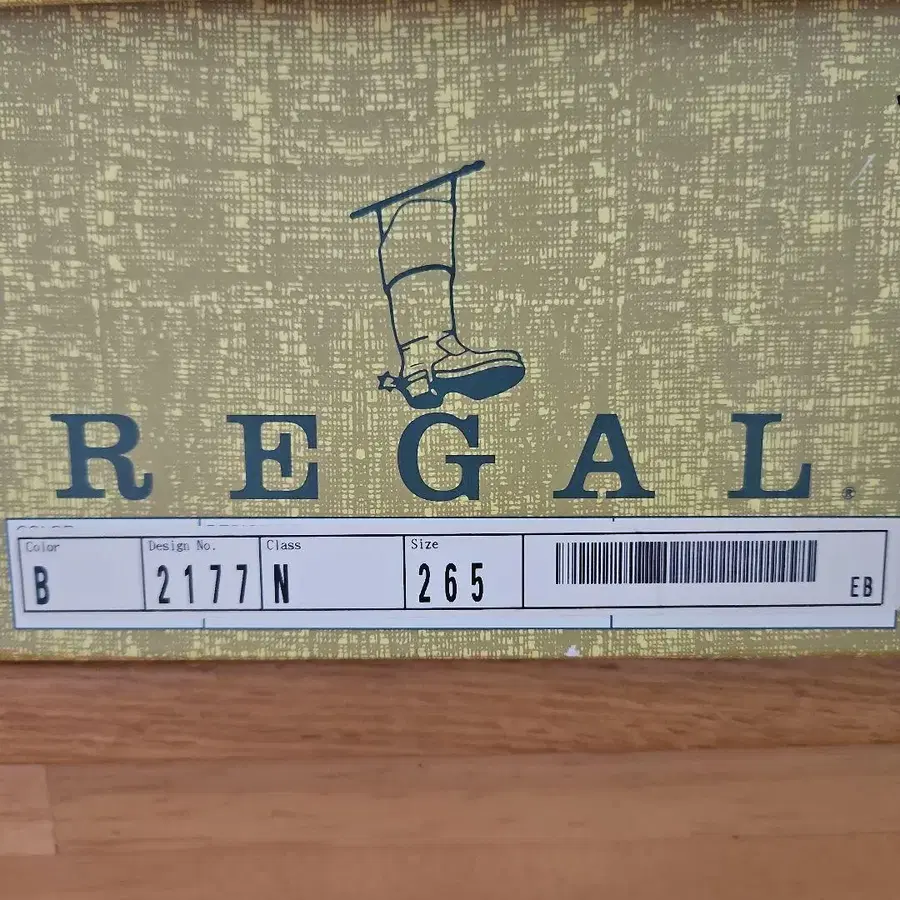 REGAL®
Color Design No. Class Size
B 2177 N 265 EB